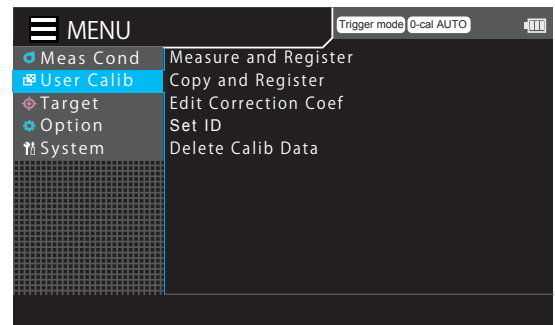 MENU
Trigger mode 0-cal AUTO
Meas Cond
User Calib
Target
Option
System
Measure and Register
Copy and Register
Edit Correction Coef
Set ID
Delete Calib Data